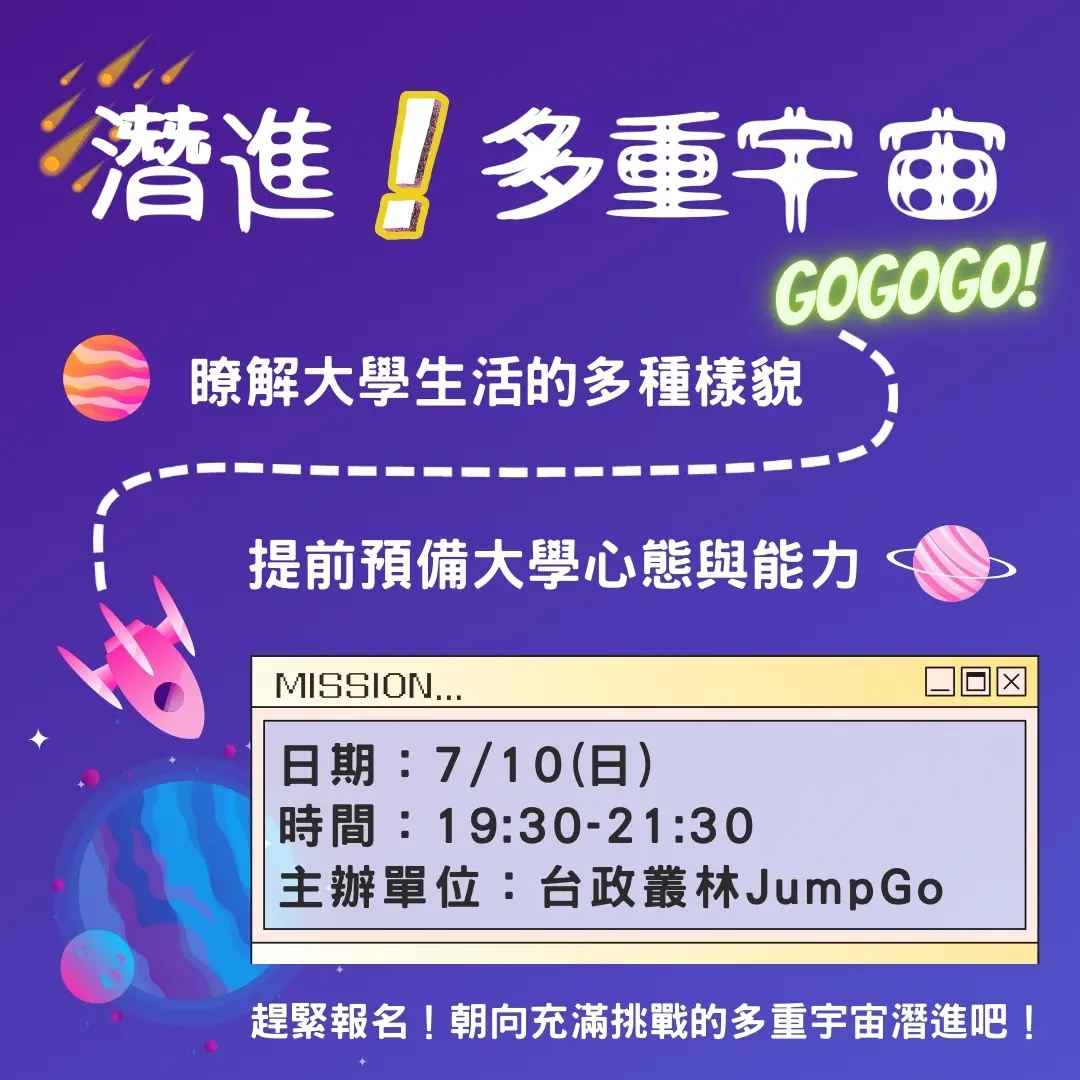 潛進!多重宇宙
GOGOGO!
瞭解大學生活的多種樣貌
提前預備大學心態與能力
MISSION...
日期：7/10(日)
時間：19:30-21:30
主辦單位：台政叢林JumpGo
趕緊報名！朝向充滿挑戰的多重宇宙潛進吧！